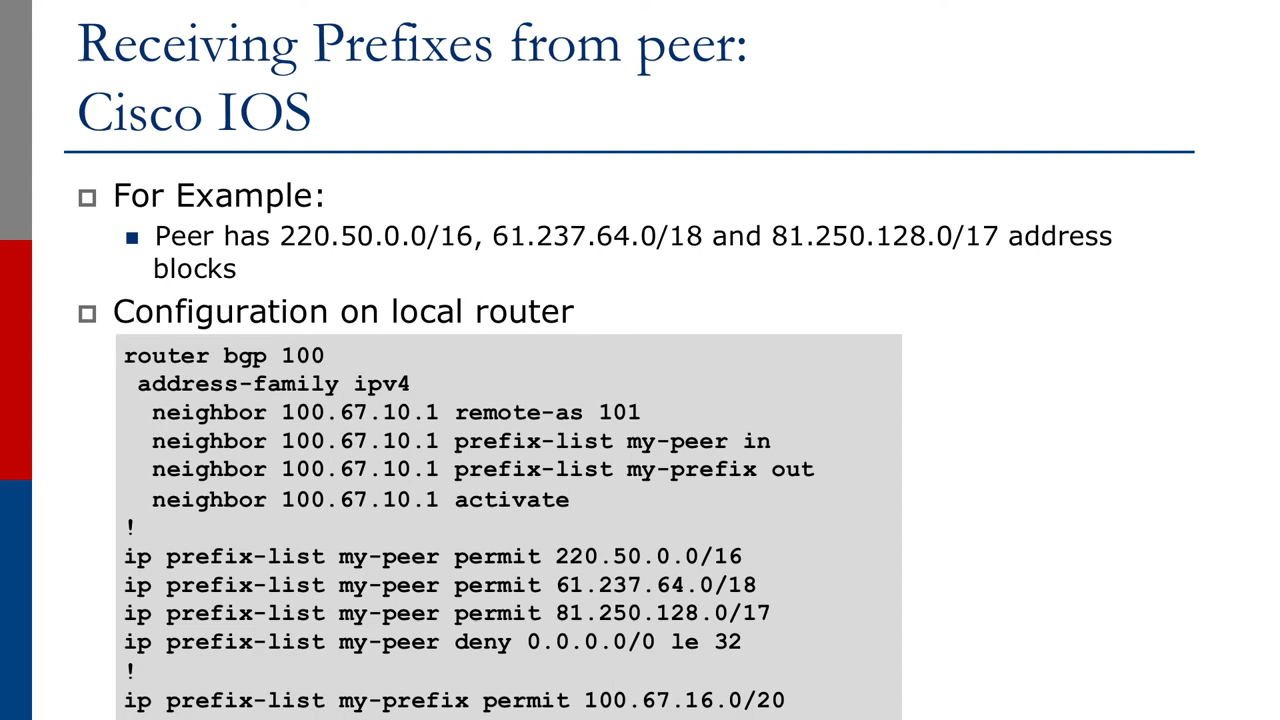 Receiving Prefixes from peer:
Cisco IOS
For Example:
Peer has 220.50.0.0/16, 61.237.64.0/18 and 81.250.128.0/17 address
blocks
Configuration on local router
router bgp 100
address-family ipv4
neighbor 100.67.10.1 remote-as 101
neighbor 100.67.10.1 prefix-list my-peer in
neighbor 100.67.10.1 prefix-list my-prefix out
neighbor 100.67.10.1 activate
!
ip prefix-list my-peer permit 220.50.0.0/16
ip prefix-list my-peer permit 61.237.64.0/18
ip prefix-list my-peer permit 81.250.128.0/17
ip prefix-list my-peer deny 0.0.0.0/0 le 32
!
ip prefix-list my-prefix permit 100.67.16.0/20